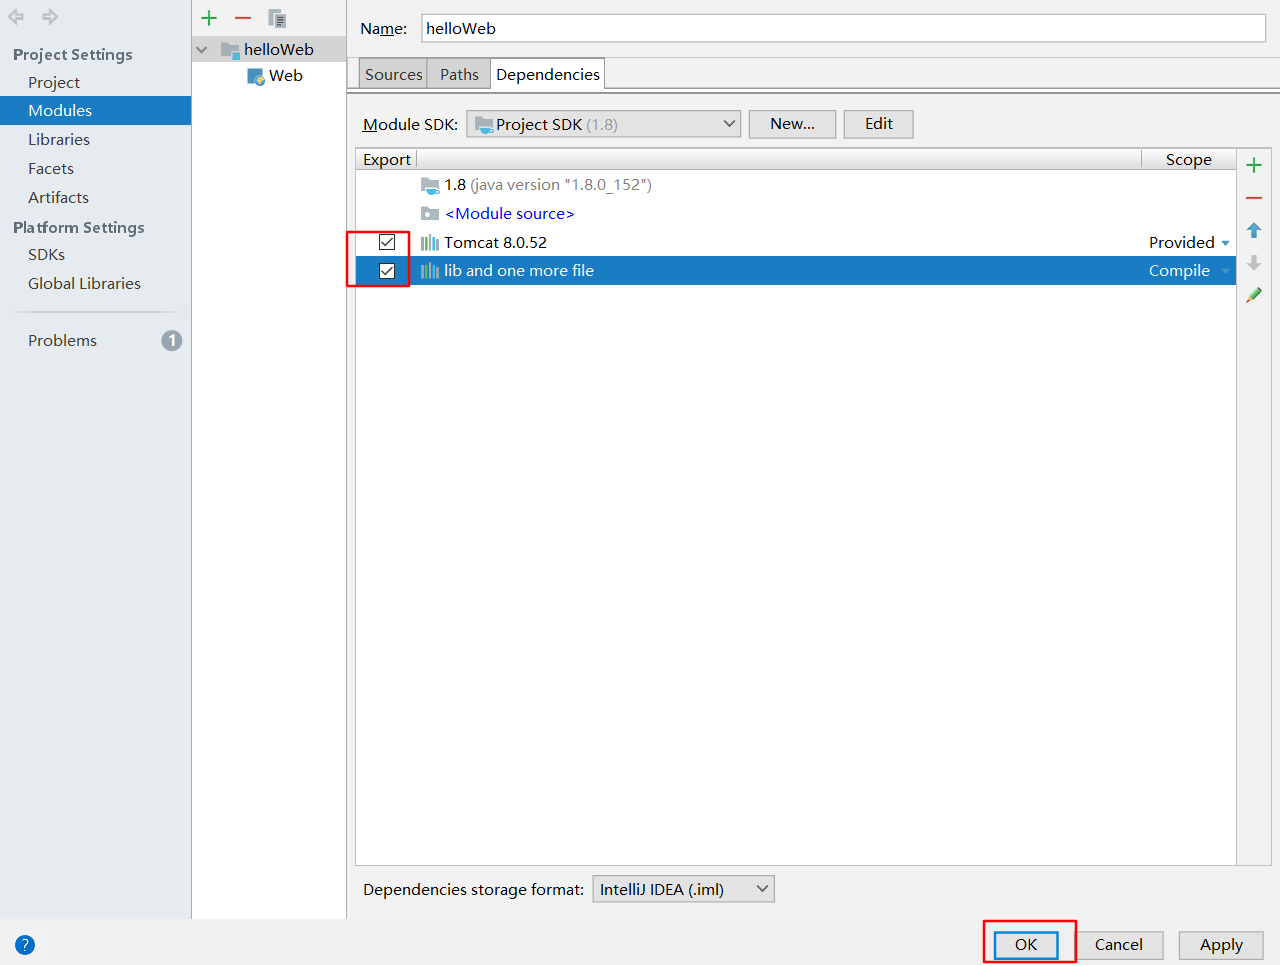 Project Settings
Project
Modules
Libraries
Facets
Artifacts
Platform Settings
SDKs
Global Libraries
Problems 1
helloWeb
Web
Name: helloWeb
Sources Paths Dependencies
Module SDK: Project SDK (1.8) New... Edit
Export Scope
1.8 (java version "1.8.0_152")
<Module source>
Tomcat 8.0.52 Provided
lib and one more file Compile
Dependencies storage format: IntelliJ IDEA (.iml)
? OK Cancel Apply